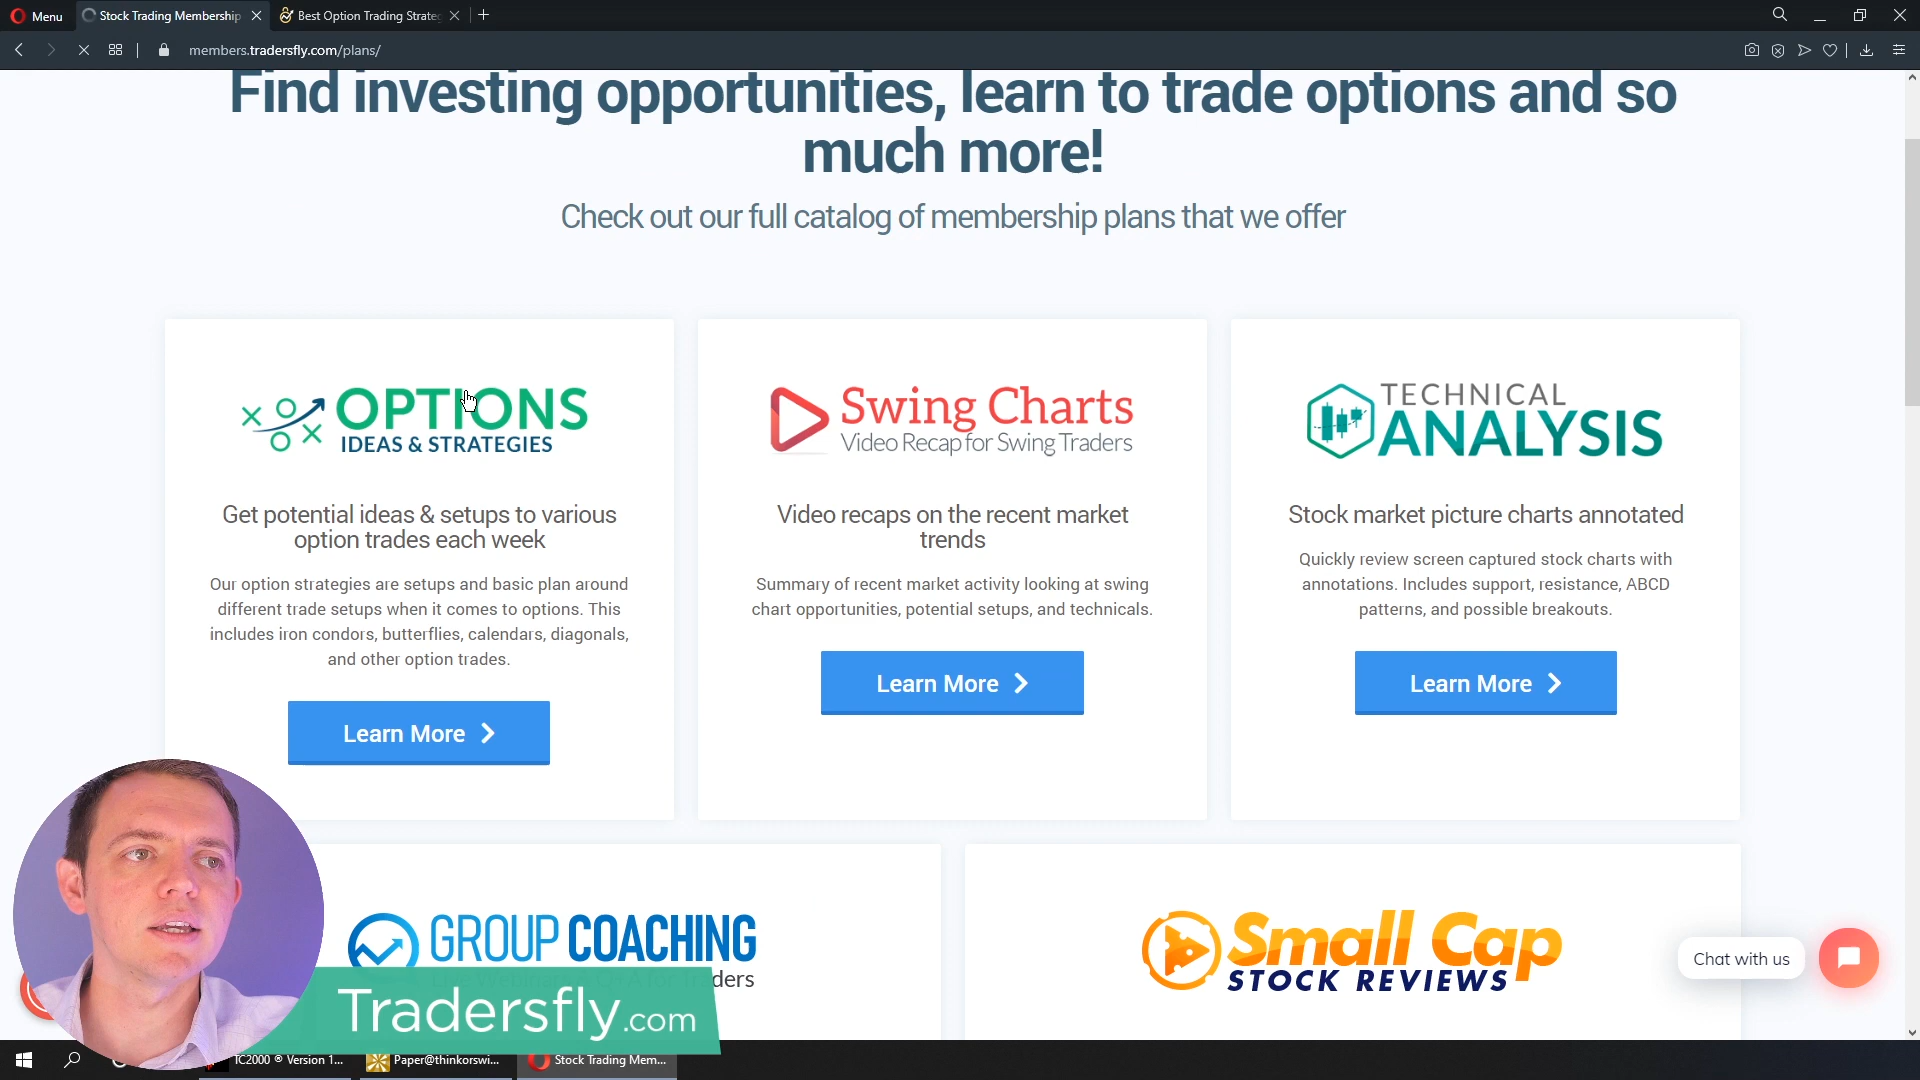 Menu
Stock Trading Membership
Best Option Trading Strate
members.tradersfly.com/plans/
Find investing opportunities, learn to trade options and so
much more!
Check out our full catalog of membership plans that we offer
OPTIONS
IDEAS & STRATEGIES
Get potential ideas & setups to various
option trades each week
Our option strategies are setups and basic plan around
different trade setups when it comes to options. This
includes iron condors, butterflies, calendars, diagonals,
and other option trades.
Learn More
Swing Charts
Video Recap for Swing Traders
Video recaps on the recent market
trends
Summary of recent market activity looking at swing
chart opportunities, potential setups, and technicals.
Learn More
TECHNICAL
ANALYSIS
Stock market picture charts annotated
Quickly review screen captured stock charts with
annotations. Includes support, resistance, ABCD
patterns, and possible breakouts.
Learn More
GROUP COACHING
Small Cap
STOCK REVIEWS
Chat with us
Tradersfly.com
TC2000 ® Version 1...
Paper@thinkorswi...
Stock Trading Mem...